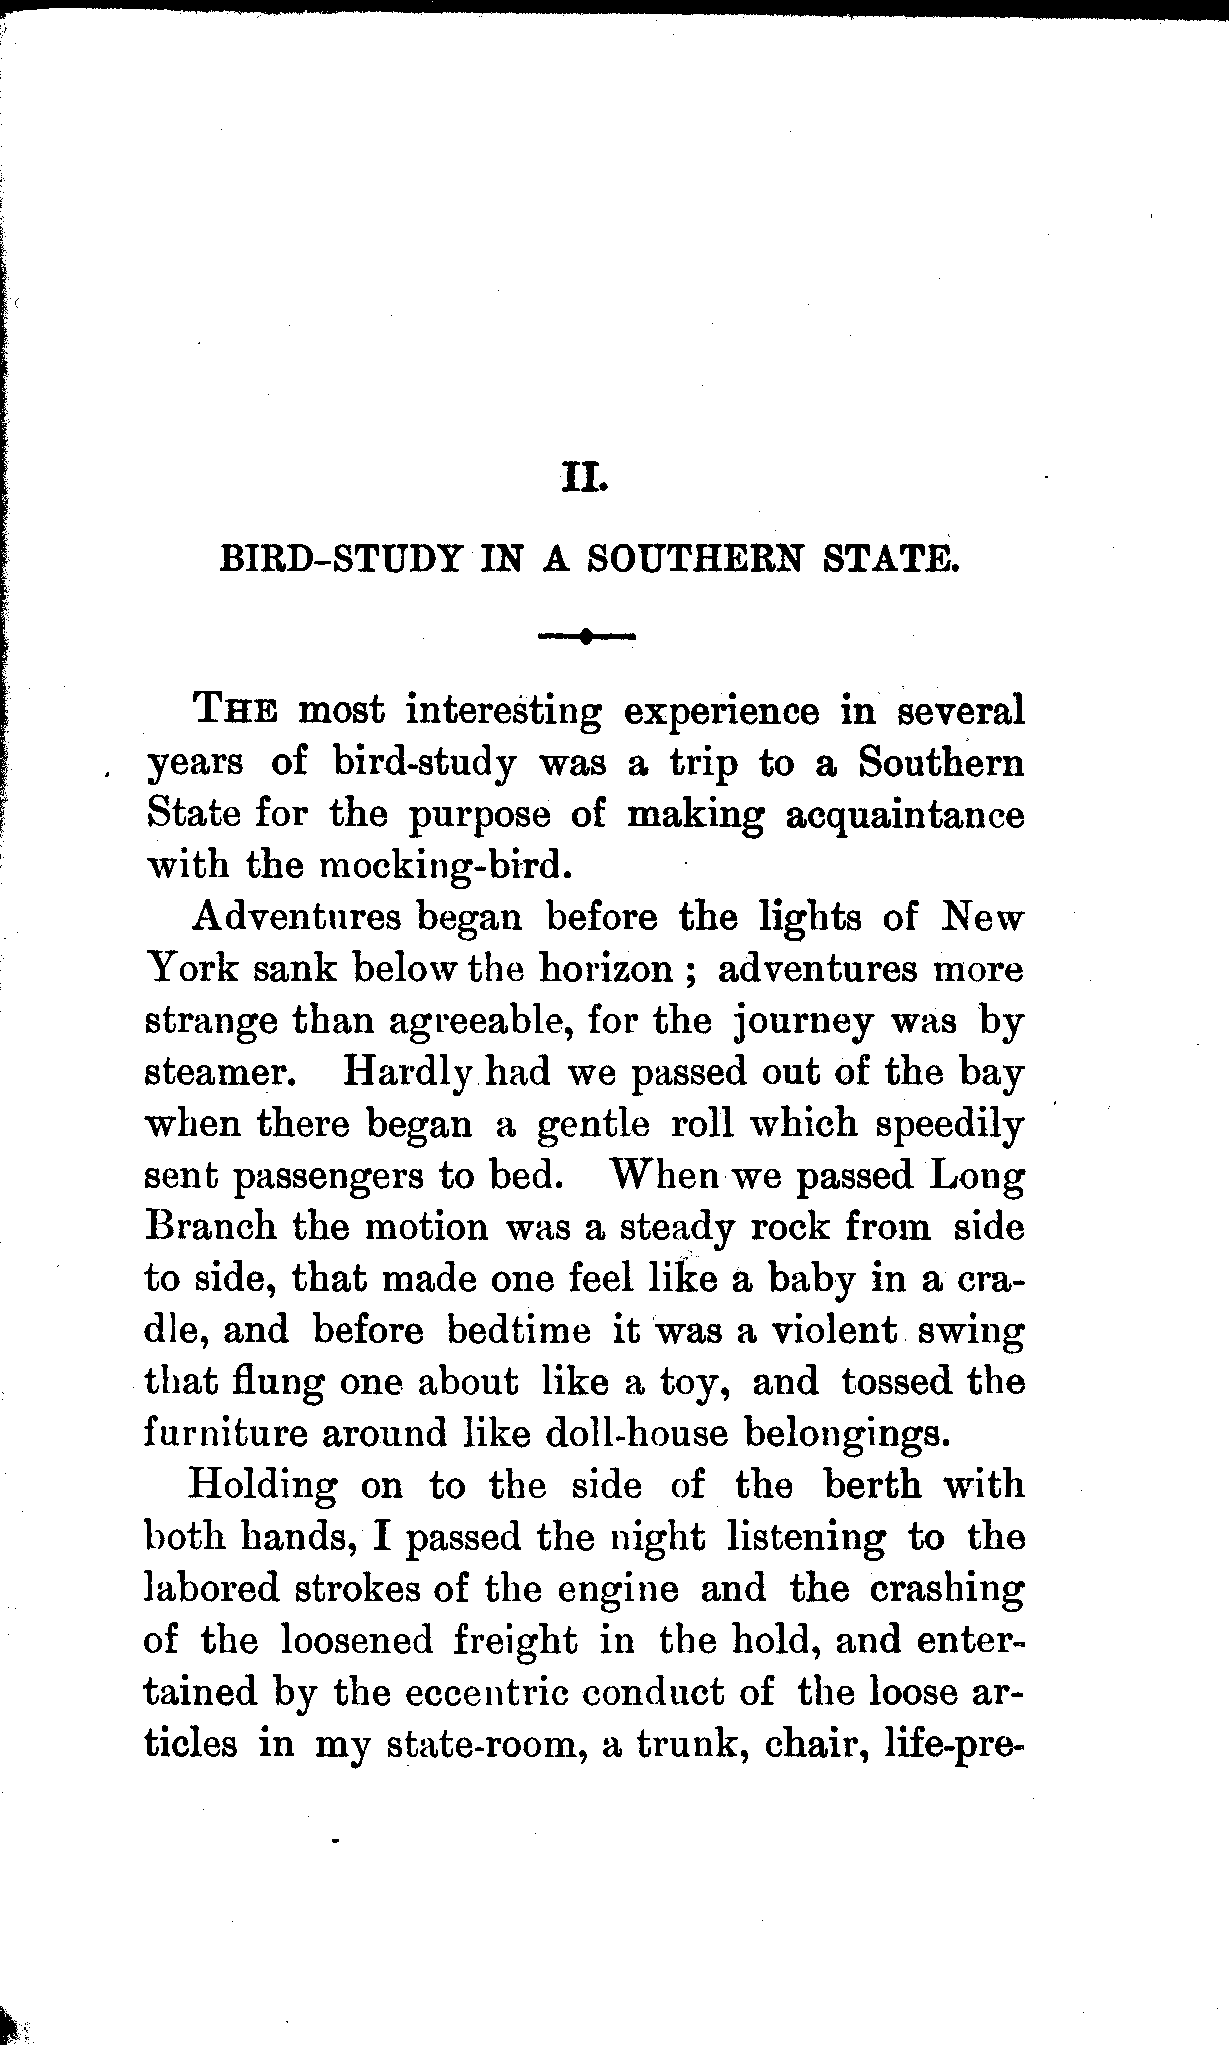 II.
BIRD-STUDY IN A SOUTHERN STATE.
THE most interesting experience in several
years of bird-study was a trip to a Southern
State for the purpose of making acquaintance
with the mocking-bird.
Adventures began before the lights of New
York sank below the horizon ; adventures more
strange than agreeable, for the journey was by
steamer. Hardly had we passed out of the bay
when there began a gentle roll which speedily
sent passengers to bed. When we passed Long
Branch the motion was a steady rock from side
to side, that made one feel like a baby in a cra-
dle, and before bedtime it was a violent swing
that flung one about like a toy, and tossed the
furniture around like doll-house belongings.
Holding on to the side of the berth with
both hands, I passed the night listening to the
labored strokes of the engine and the crashing
of the loosened freight in the hold, and enter-
tained by the eccentric conduct of the loose ar-
ticles in my state-room, a trunk, chair, life-pre-